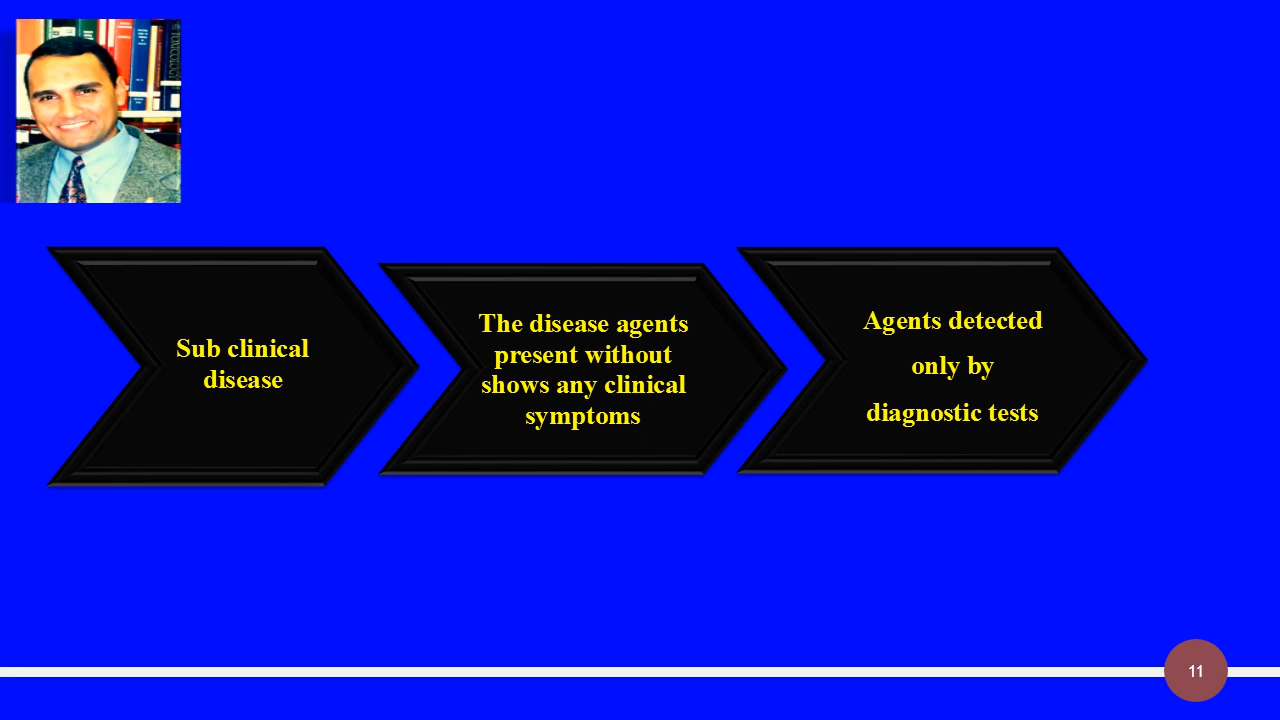 TOXICOLOGY
Sub clinical
disease
The disease agents
present without
shows any clinical
symptoms
Agents detected
only by
diagnostic tests
11